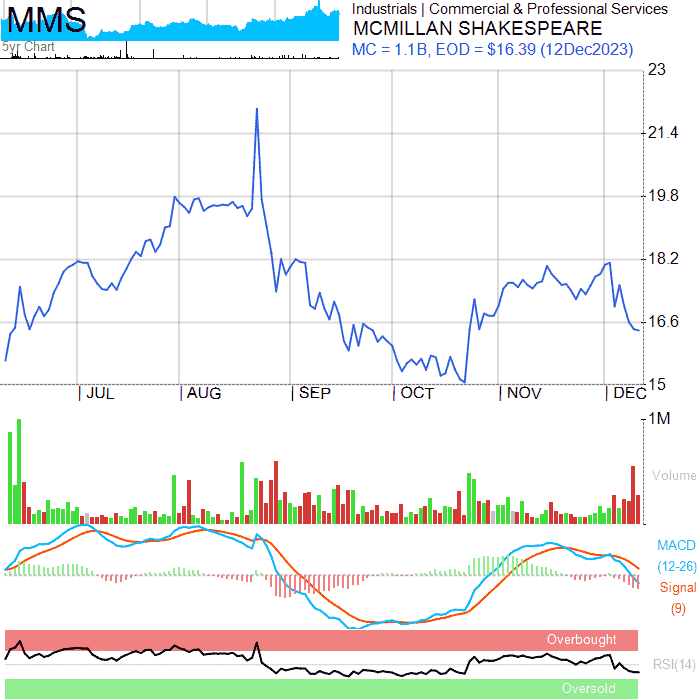 MMS
5yr Chart
Industrials | Commercial & Professional Services
MCMILLAN SHAKESPEARE
MC = 1.1B, EOD = $16.39 (12Dec2023)
23
21.4
19.8
18.2
16.6
15
|JUL |AUG |SEP |OCT |NOV |DEC
1M
Volume
MACD
(12-26)
Signal
(9)
Overbought
RSI(14)
Oversold